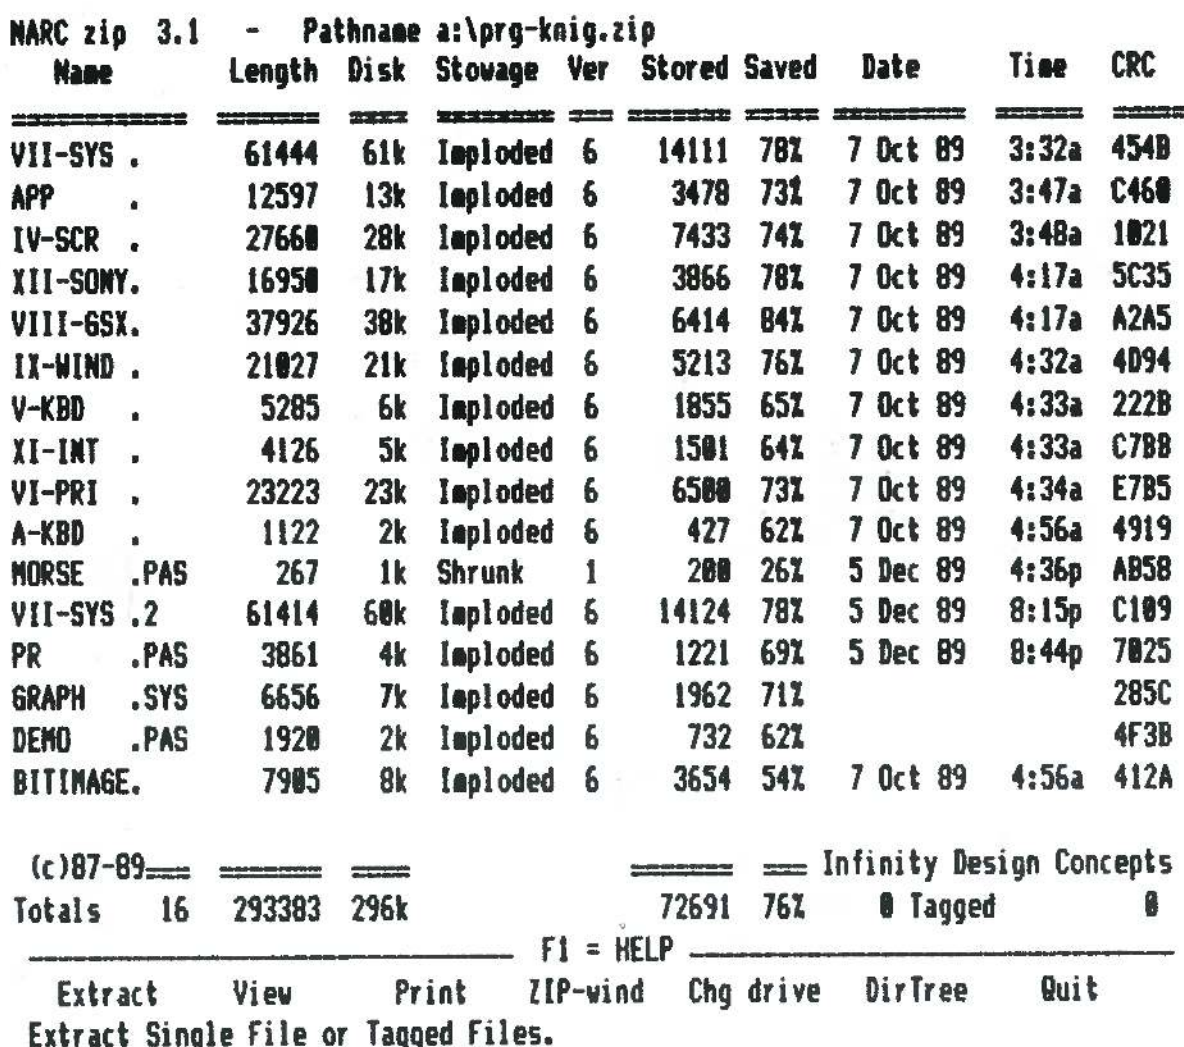 NARC zip 3.1 - Pathname a:\prg-knig.zip
Name Length Disk Stowage Ver Stored Saved Date Time CRC
VII-SYS . 61444 61k Imploded 6 14111 78% 7 Oct 89 3:32a 454B
APP . 12597 13k Imploded 6 3478 73% 7 Oct 89 3:47a C460
IV-SCR . 27660 28k Imploded 6 7433 74% 7 Oct 89 3:48a 1021
XII-SONY. 16950 17k Imploded 6 3866 78% 7 Oct 89 4:17a 5C35
VIII-GSX. 37926 38k Imploded 6 6414 84% 7 Oct 89 4:17a A2A5
IX-WIND . 21027 21k Imploded 6 5213 76% 7 Oct 89 4:32a 4D94
V-KBD . 5285 6k Imploded 6 1855 65% 7 Oct 89 4:33a 222B
XI-INT . 4126 5k Imploded 6 1501 64% 7 Oct 89 4:33a C7BB
VI-PRI . 23223 23k Imploded 6 6500 73% 7 Oct 89 4:34a E7B5
A-KBD . 1122 2k Imploded 6 427 62% 7 Oct 89 4:56a 4919
MORSE .PAS 267 1k Shrunk 1 200 26% 5 Dec 89 4:36p AB5B
VII-SYS .2 61414 60k Imploded 6 14124 78% 5 Dec 89 8:15p C109
PR .PAS 3861 4k Imploded 6 1221 69% 5 Dec 89 8:44p 7025
GRAPH .SYS 6656 7k Imploded 6 1962 71% 285C
DEMO .PAS 1920 2k Imploded 6 732 62% 4F3B
BITIMAGE. 7905 8k Imploded 6 3654 54% 7 Oct 89 4:56a 412A
(c)87-89 Infinity Design Concepts
Totals 16 293383 296k 72691 76% 0 Tagged 0
F1 = HELP
Extract View Print ZIP-wind Chg drive DirTree Quit
Extract Single File or Tagged Files.